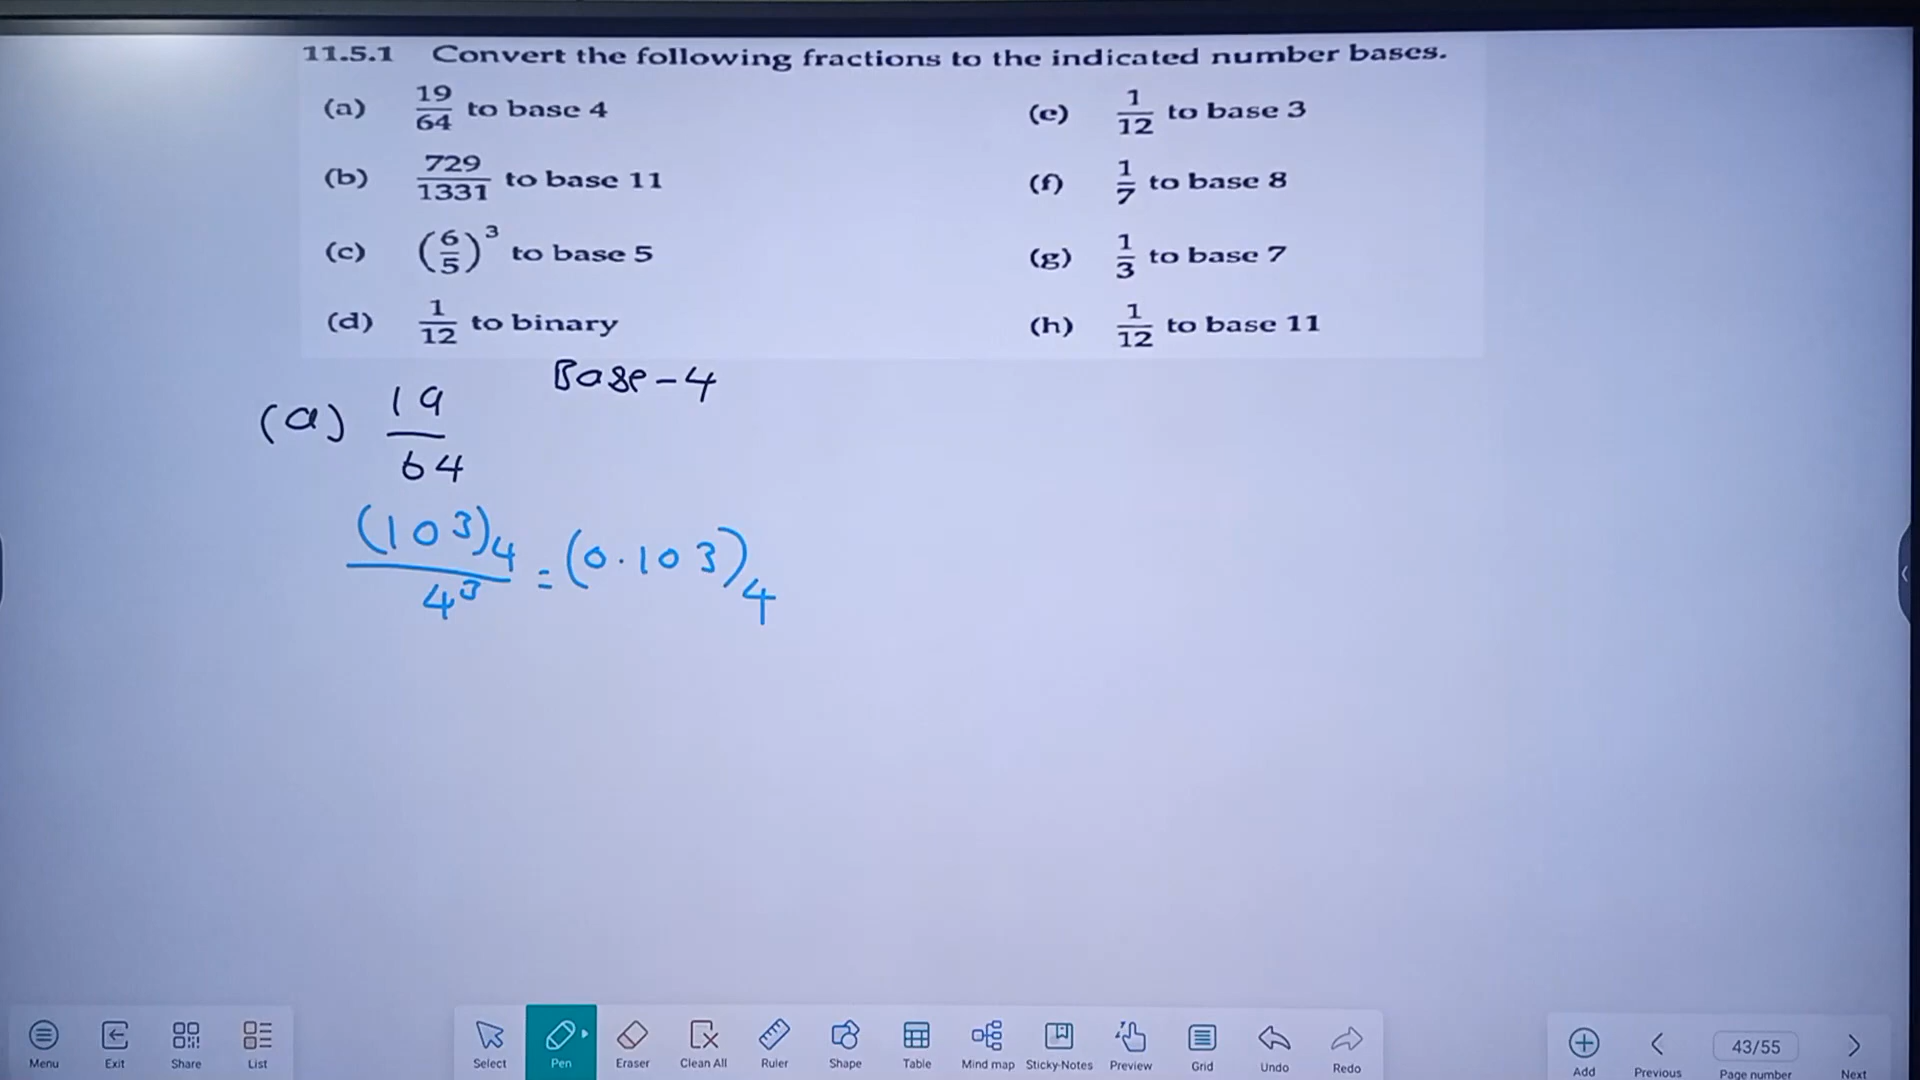 11.5.1 Convert the following fractions to the indicated number bases.
(a) 19/64 to base 4
(b) 729/1331 to base 11
(c) (6/5)^3 to base 5
(d) 1/12 to binary
(e) 1/12 to base 3
(f) 1/7 to base 8
(g) 1/3 to base 7
(h) 1/12 to base 11
Base-4
(a) 19/64
(103)_4/4^3 = (0.103)_4
Menu Exit Share List Select Pen Eraser Clean All Ruler Shape Table Mind map Sticky-Notes Preview Grid Undo Redo Add Previous 43/55 Page number Next